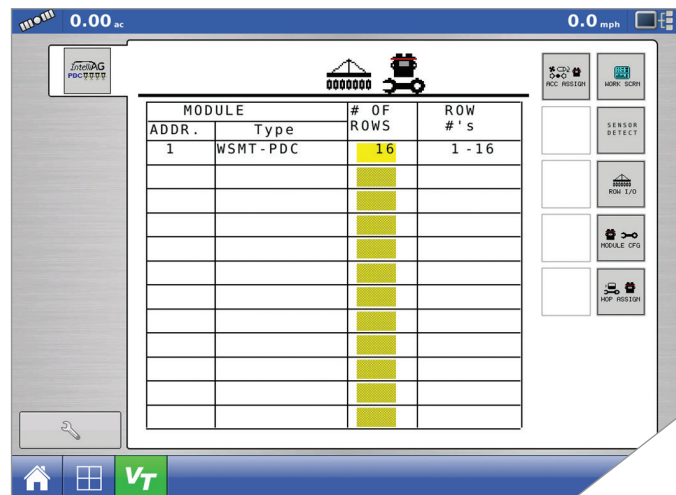 0.00 ac
0.0 mph
IntelliAG
PDC
ACC ASSIGN
WORK SCRN
MODULE
# OF ROWS
ROW #'s
ADDR.
Type
1 WSMT-PDC 16 1-16
SENSOR
DETECT
ROW I/O
MODULE CFG
HOP ASSIGN
VT